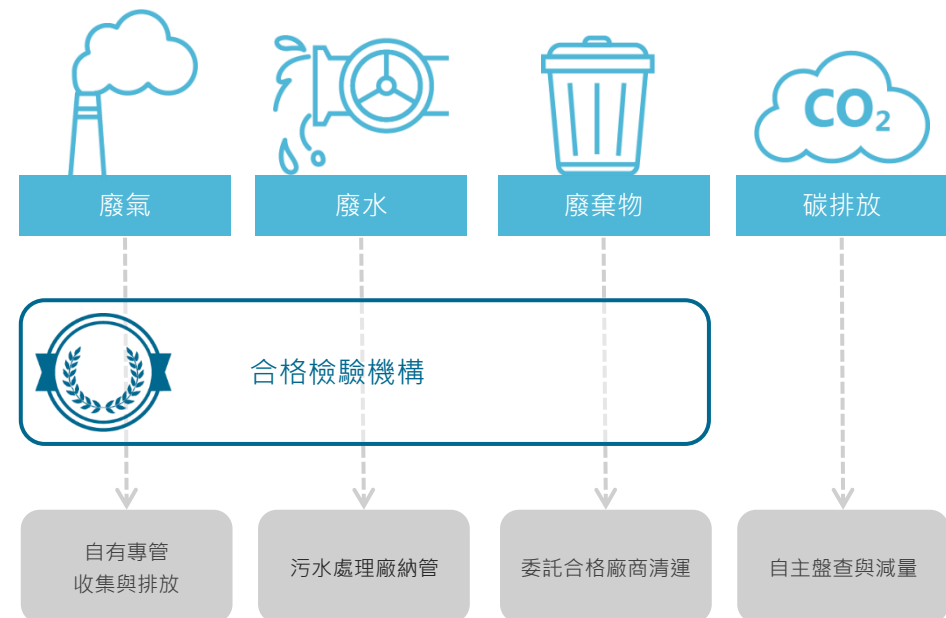 CO₂
廢氣
廢水
廢棄物
碳排放
合格檢驗機構
自有專管
收集與排放
污水處理廠納管
委託合格廠商清運
自主盤查與減量